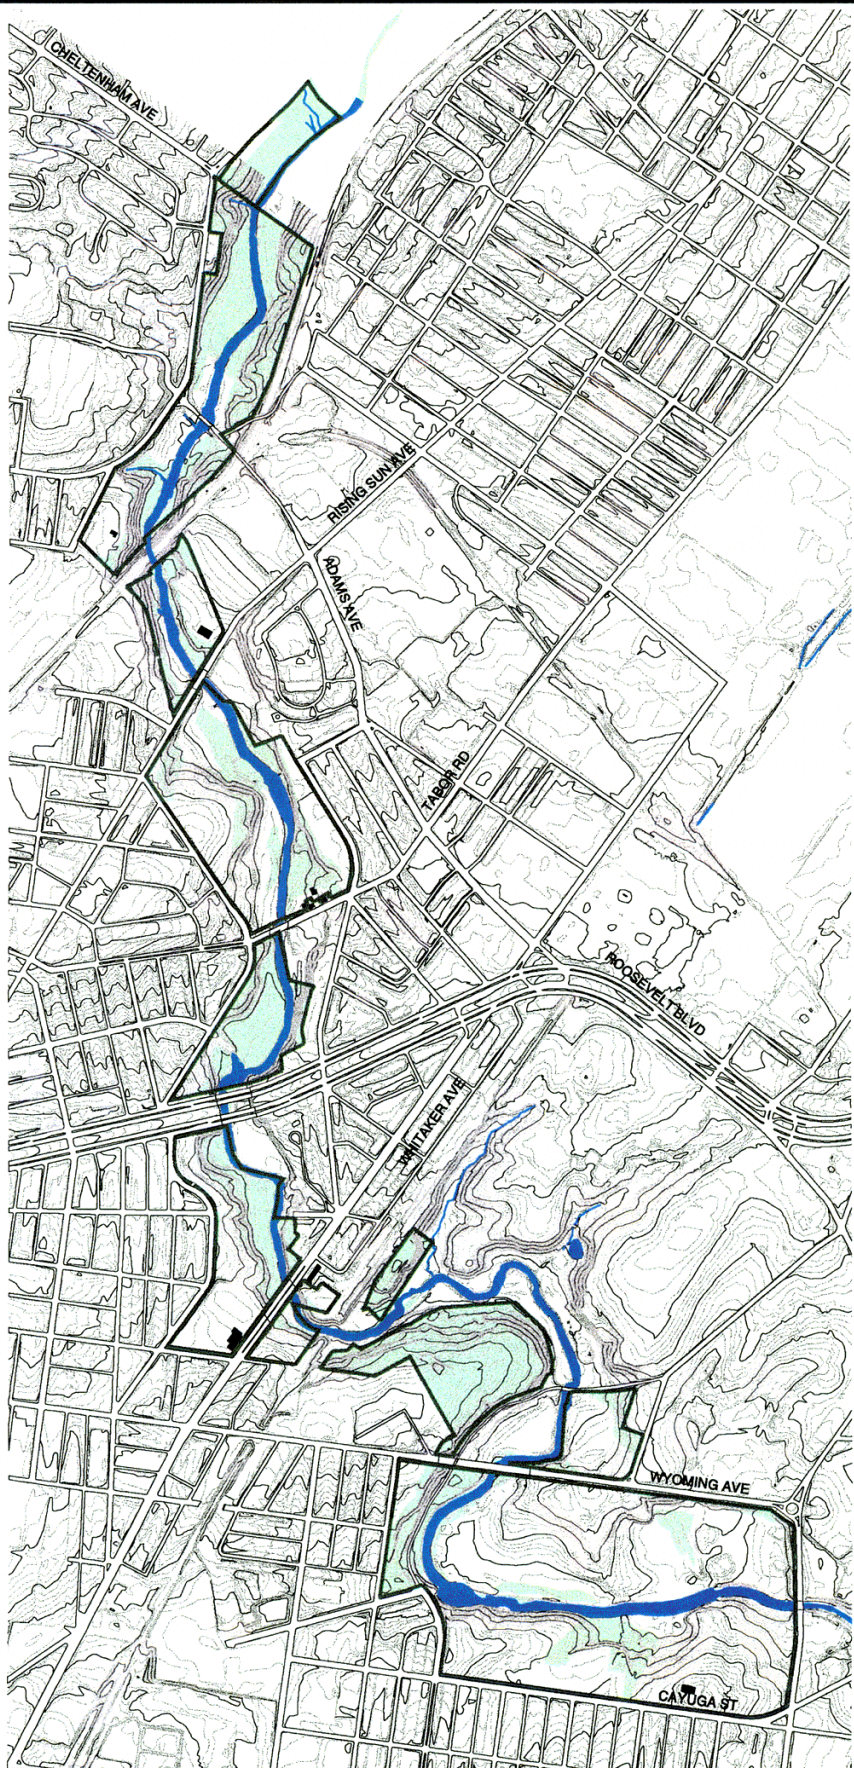 CHELTENHAM AVE
RISING SUN AVE
ADAMS AVE
TABOR RD
ROOSEVELT BLVD
WHITAKER AVE
WYOMING AVE
CAYUGA ST